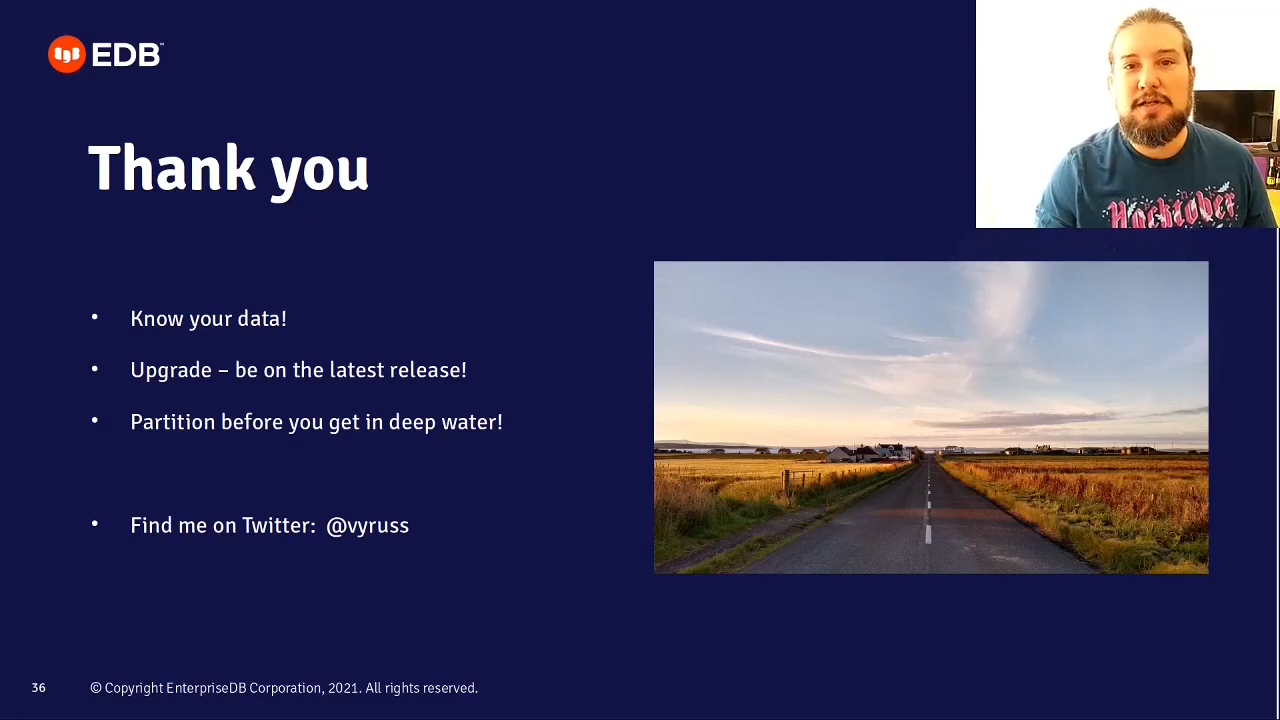 EDB™
Thank you
Hacktober
• Know your data!
• Upgrade – be on the latest release!
• Partition before you get in deep water!
• Find me on Twitter: @vyruss
36
© Copyright EnterpriseDB Corporation, 2021. All rights reserved.